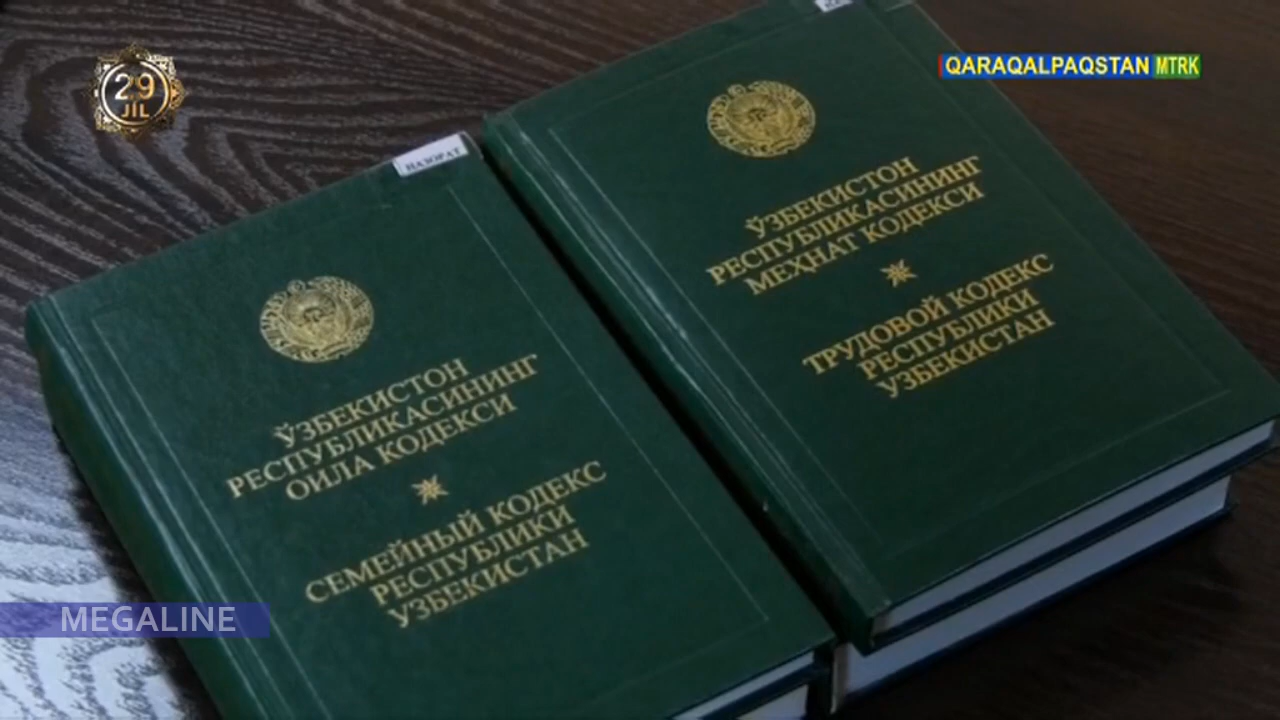 29
JIL
QARAQALPAQSTAN MTRK
НАЗОРАТ
ЎЗБЕКИСТОН
РЕСПУБЛИКАСИНИНГ
ОИЛА КОДЕКСИ
СЕМЕЙНЫЙ КОДЕКС
РЕСПУБЛИКИ
УЗБЕКИСТАН
ЎЗБЕКИСТОН
РЕСПУБЛИКАСИНИНГ
МЕҲНАТ КОДЕКСИ
ТРУДОВОЙ КОДЕКС
РЕСПУБЛИКИ
УЗБЕКИСТАН
MEGALINE